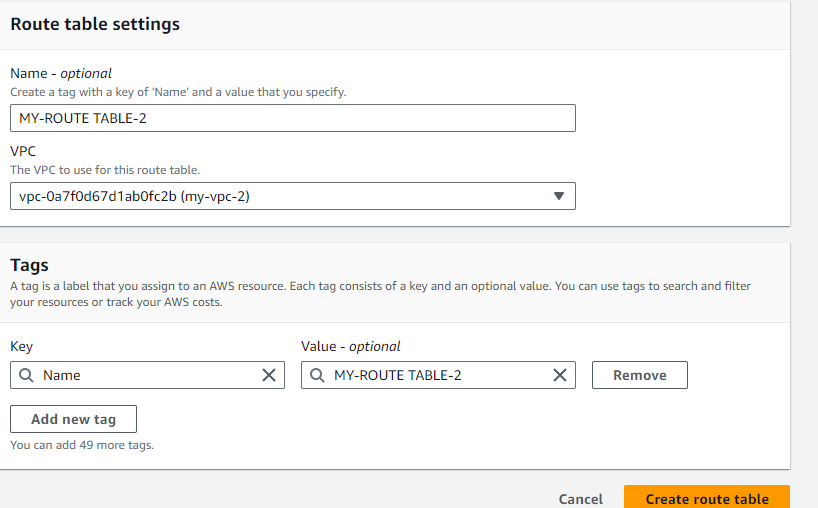 Route table settings
Name - optional
Create a tag with a key of 'Name' and a value that you specify.
MY-ROUTE TABLE-2
VPC
The VPC to use for this route table.
vpc-0a7f0d67d1ab0fc2b (my-vpc-2)
Tags
A tag is a label that you assign to an AWS resource. Each tag consists of a key and an optional value. You can use tags to search and filter
your resources or track your AWS costs.
Key
Value - optional
Name
MY-ROUTE TABLE-2
Remove
Add new tag
You can add 49 more tags.
Cancel
Create route table